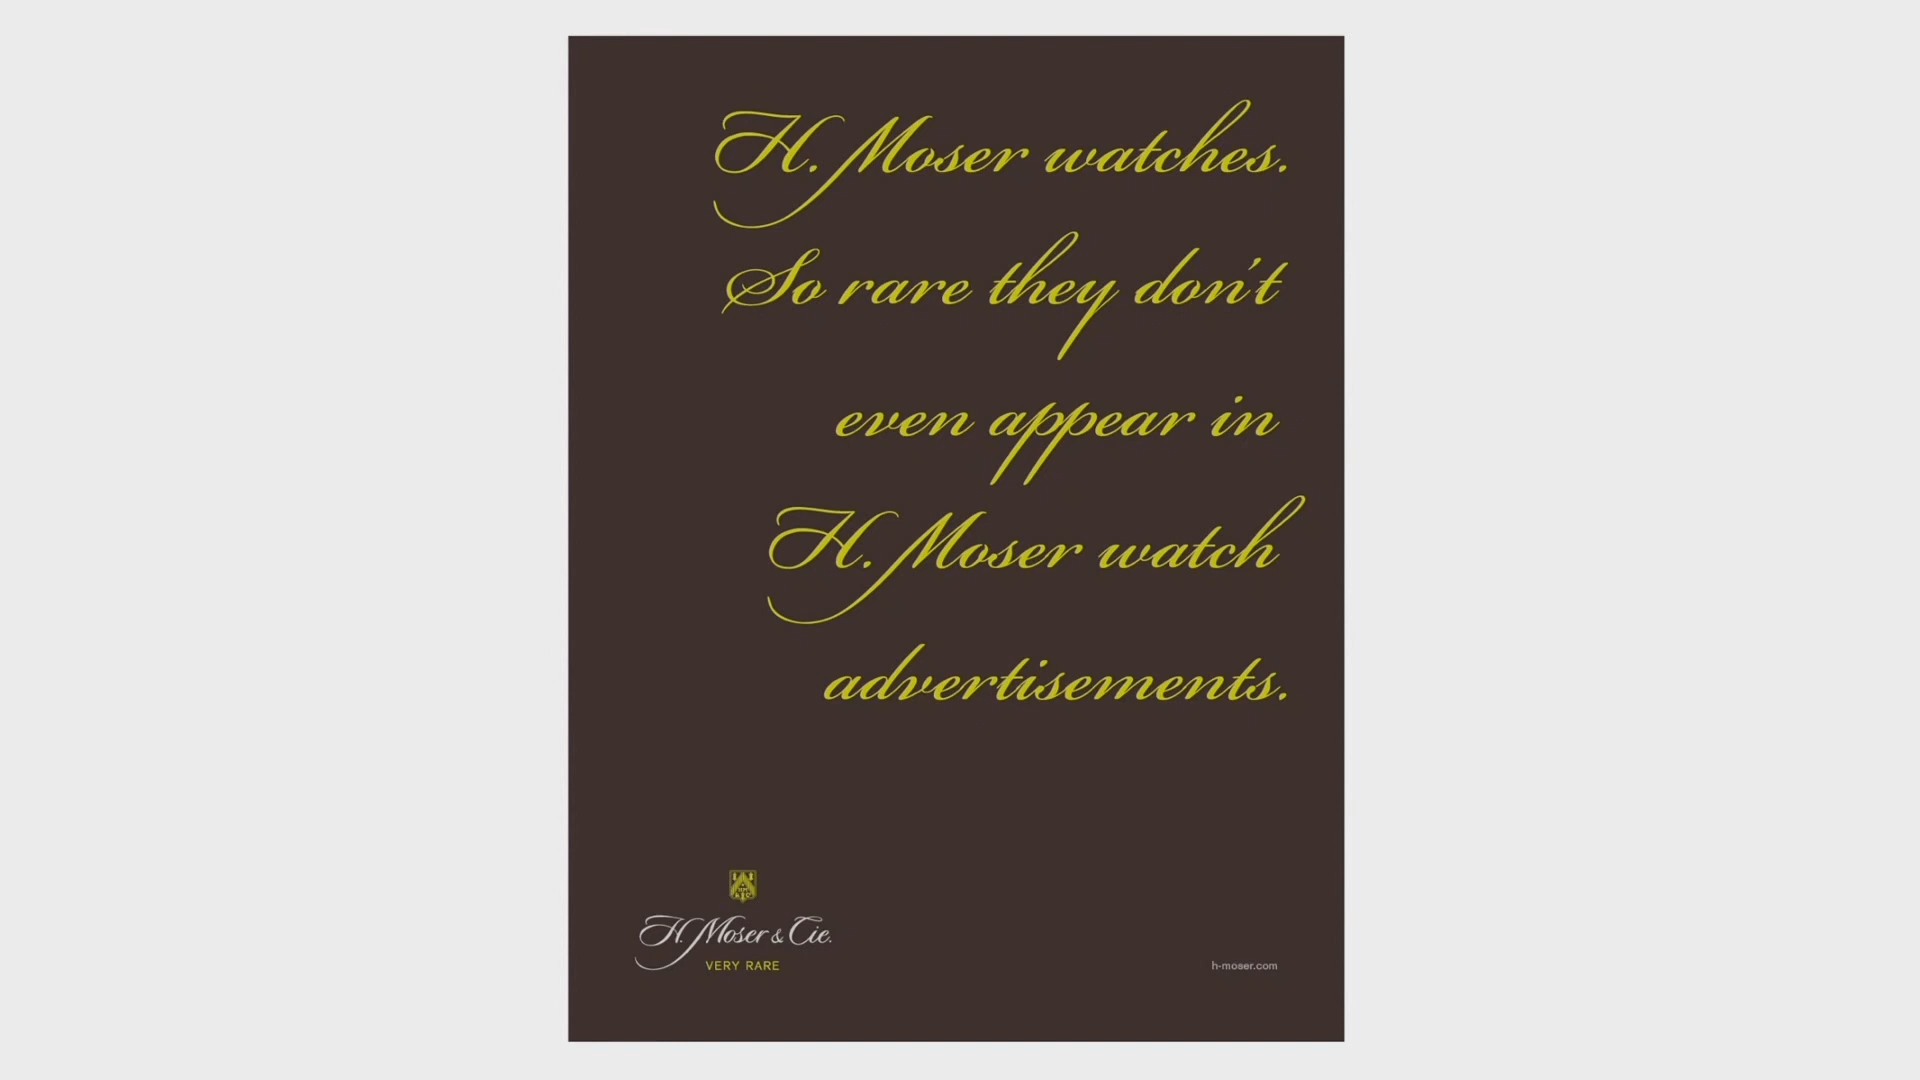 H. Moser watches.
So rare they don't
even appear in
H. Moser watch
advertisements.
H. Moser & Cie.
VERY RARE
h-moser.com